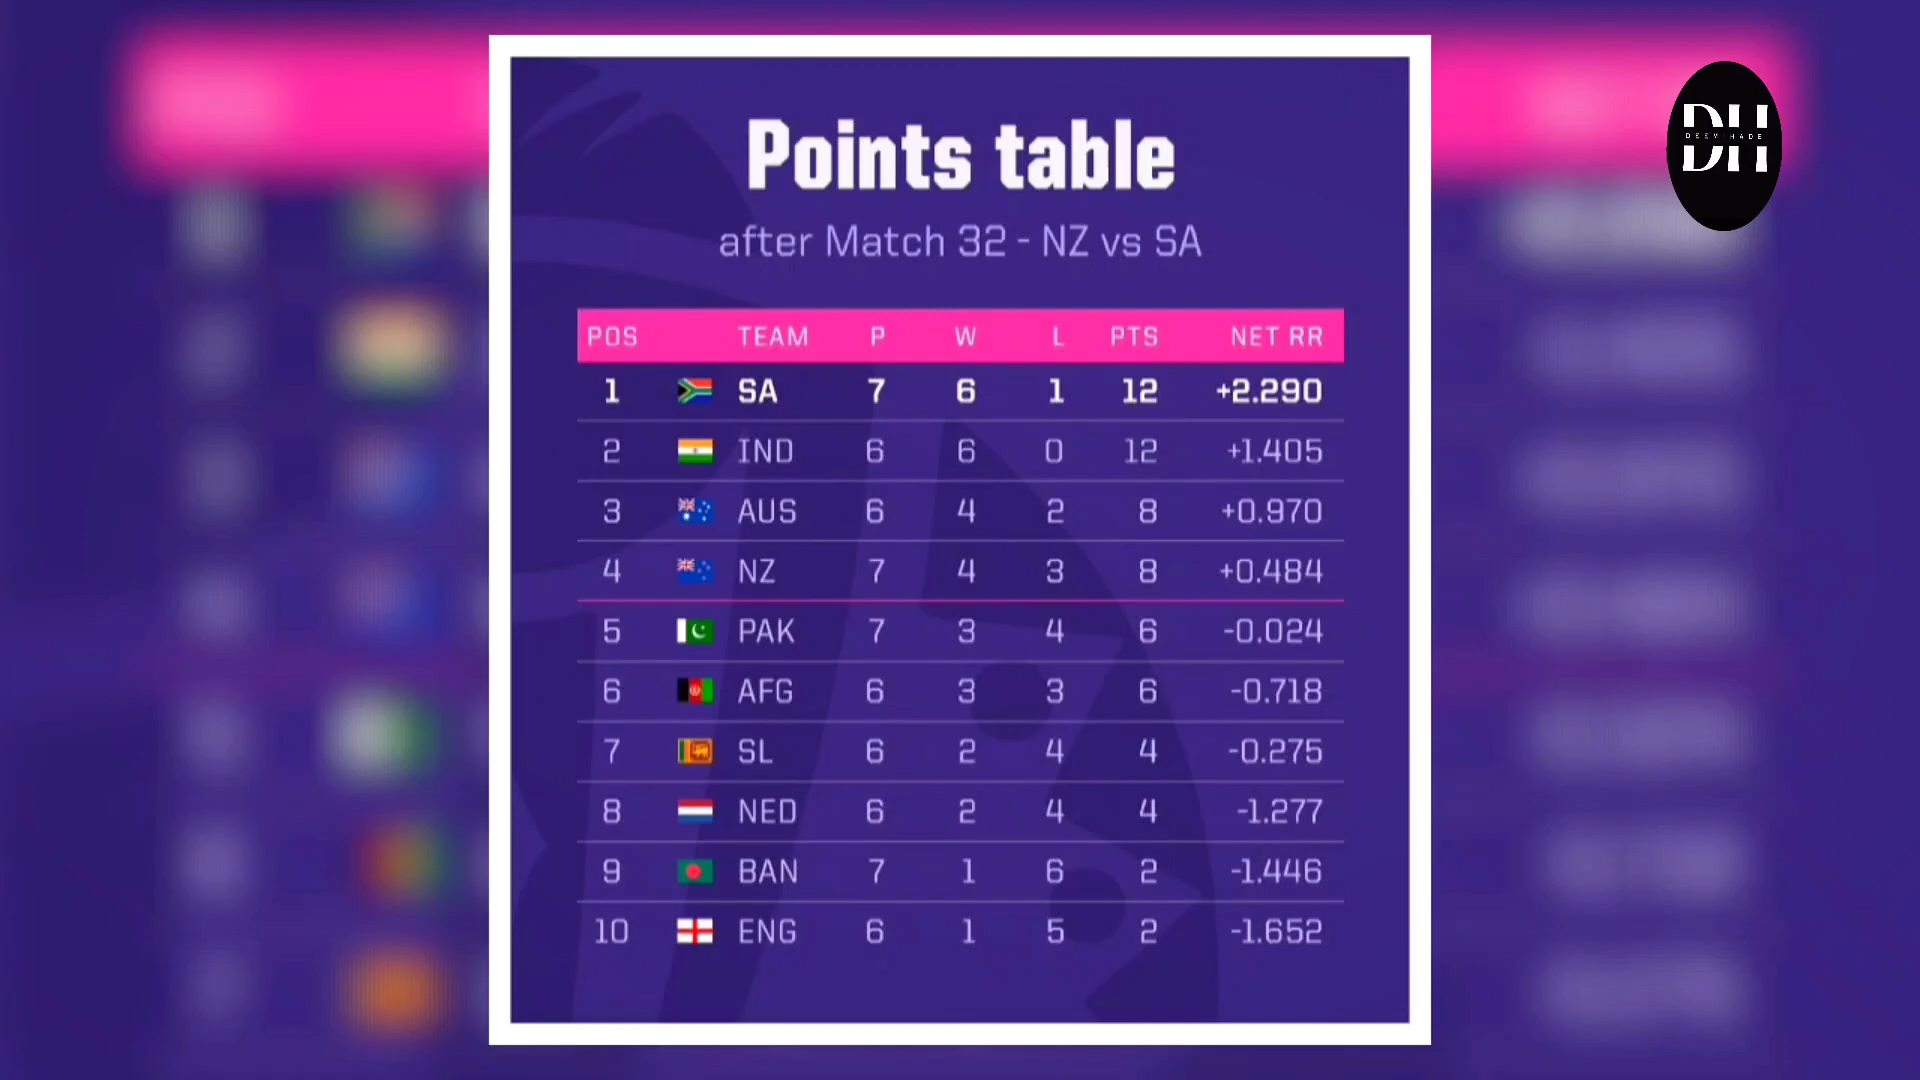 Points table
after Match 32 - NZ vs SA
POS TEAM P W L PTS NET RR
1 SA 7 6 1 12 +2.290
2 IND 6 6 0 12 +1.405
3 AUS 6 4 2 8 +0.970
4 NZ 7 4 3 8 +0.484
5 PAK 7 3 4 6 -0.024
6 AFG 6 3 3 6 -0.718
7 SL 6 2 4 4 -0.275
8 NED 6 2 4 4 -1.277
9 BAN 7 1 6 2 -1.446
10 ENG 6 1 5 2 -1.652
DH